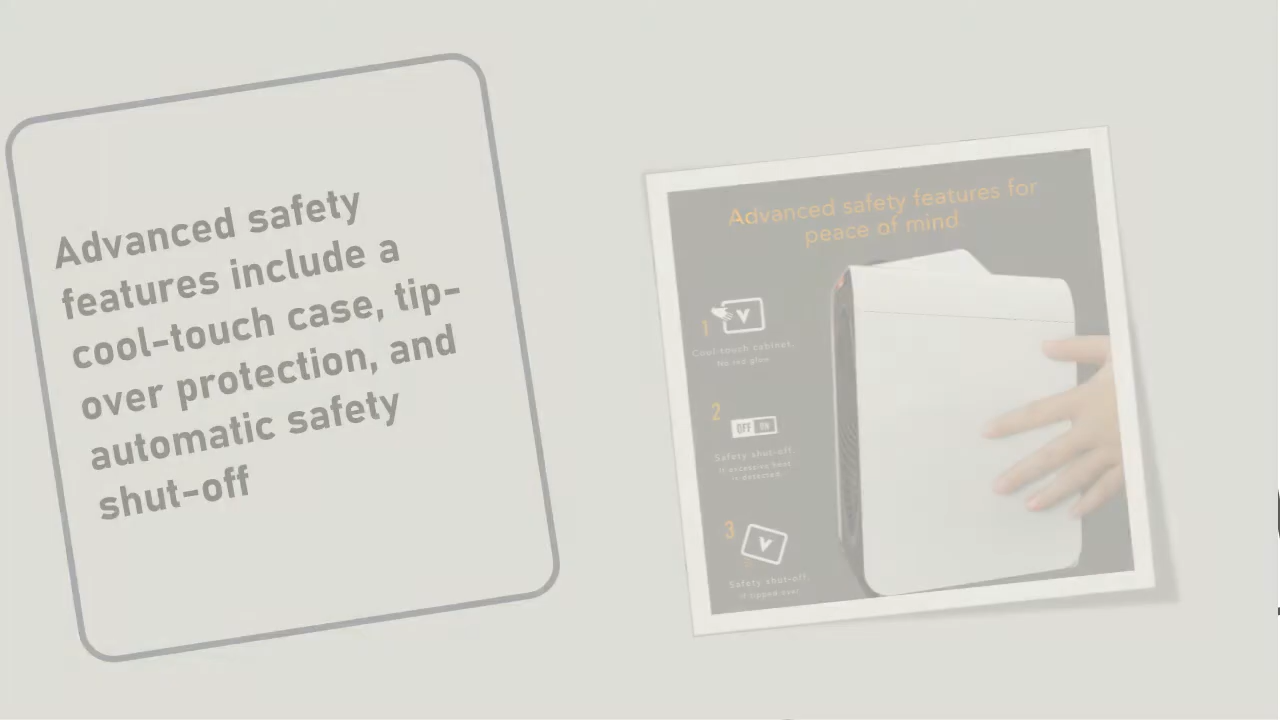 Advanced safety
features include a
cool-touch case, tip-
over protection, and
automatic safety
shut-off
Advanced safety features for
peace of mind
1
Cool-touch cabinet,
No red glow
2
OFF ON
Safety shut-off,
If excessive heat
is detected.
3
Safety shut-off,
If tipped over